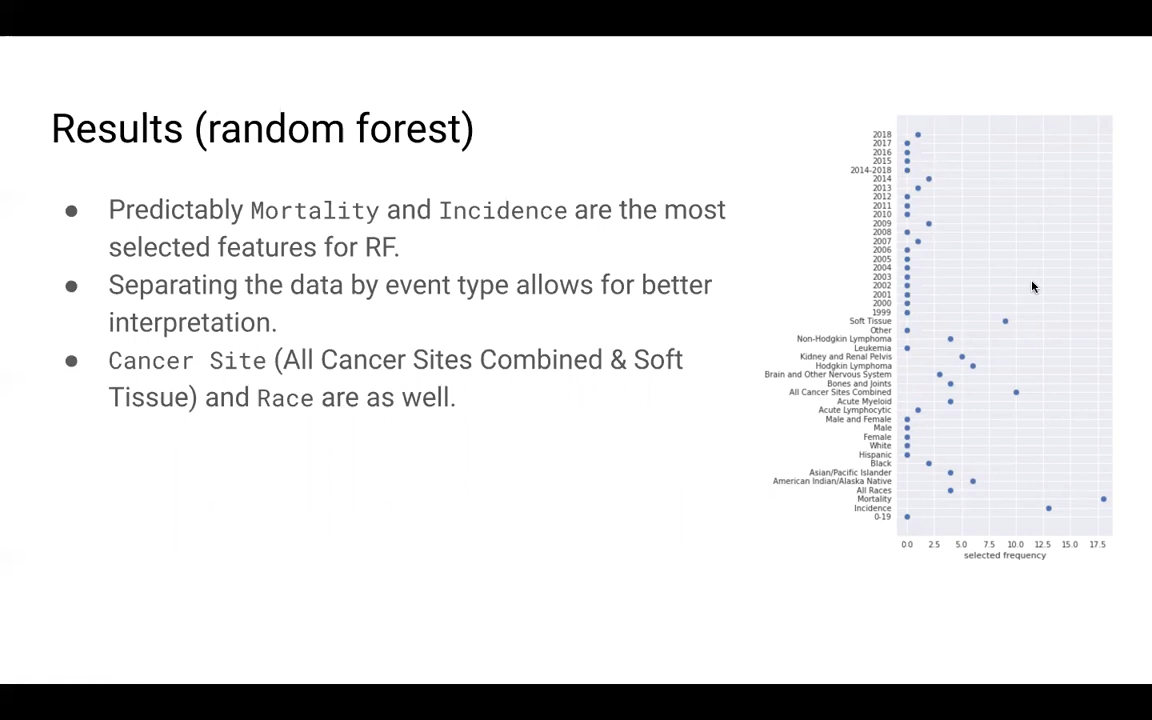 Results (random forest)
● Predictably Mortality and Incidence are the most
selected features for RF.
● Separating the data by event type allows for better
interpretation.
● Cancer Site (All Cancer Sites Combined & Soft
Tissue) and Race are as well.
2018
2017
2016
2015
2014-2018
2014
2013
2012
2011
2010
2009
2008
2007
2006
2005
2004
2003
2002
2001
2000
1999
Soft Tissue
Other
Non-Hodgkin Lymphoma
Leukemia
Kidney and Renal Pelvis
Hodgkin Lymphoma
Brain and Other Nervous System
Bones and Joints
All Cancer Sites Combined
Acute Myeloid
Acute Lymphocytic
Male and Female
Male
Female
White
Hispanic
Black
Asian/Pacific Islander
American Indian/Alaska Native
All Races
Mortality
Incidence
0-19
0.0 2.5 5.0 7.5 10.0 12.5 15.0 17.5
selected frequency